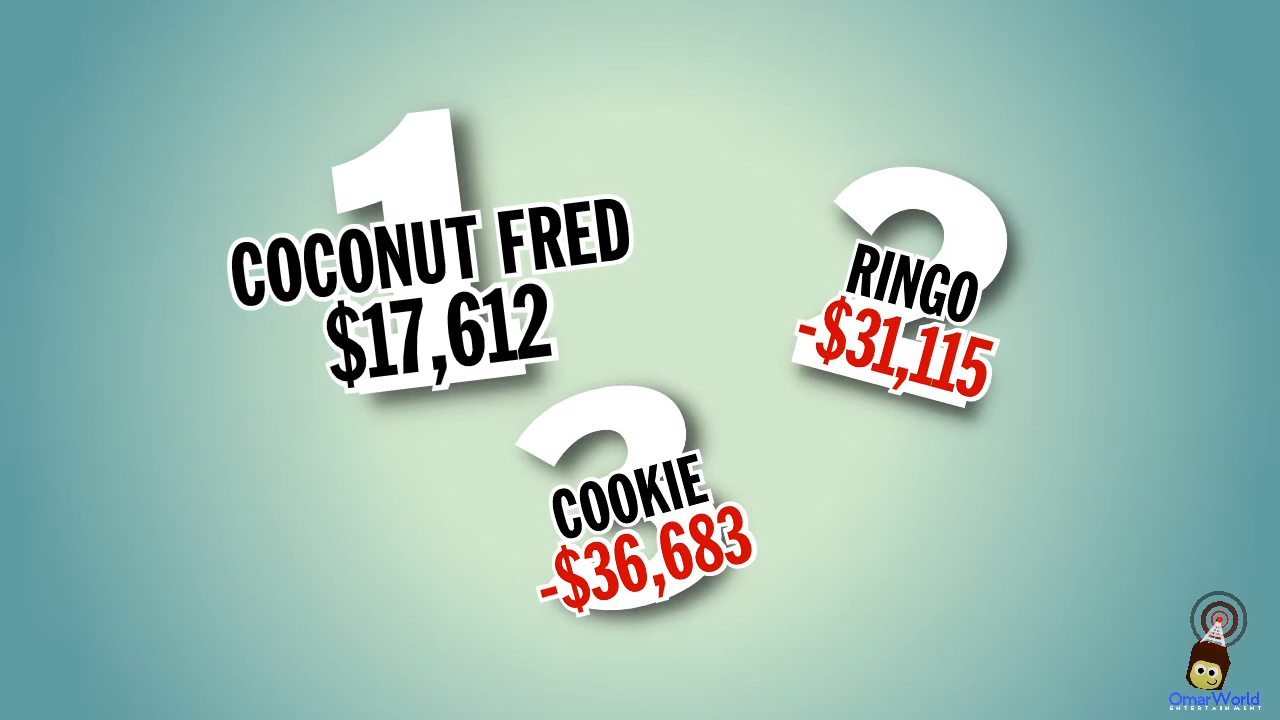 1
COCONUT FRED
$17,612
2
RINGO
-$31,115
3
COOKIE
-$36,683
OmarWorld
ENTERTAINMENT